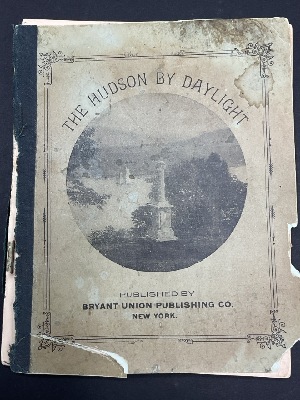 THE HUDSON BY DAYLIGHT
PUBLISHED BY
BRYANT UNION PUBLISHING CO.
NEW YORK.